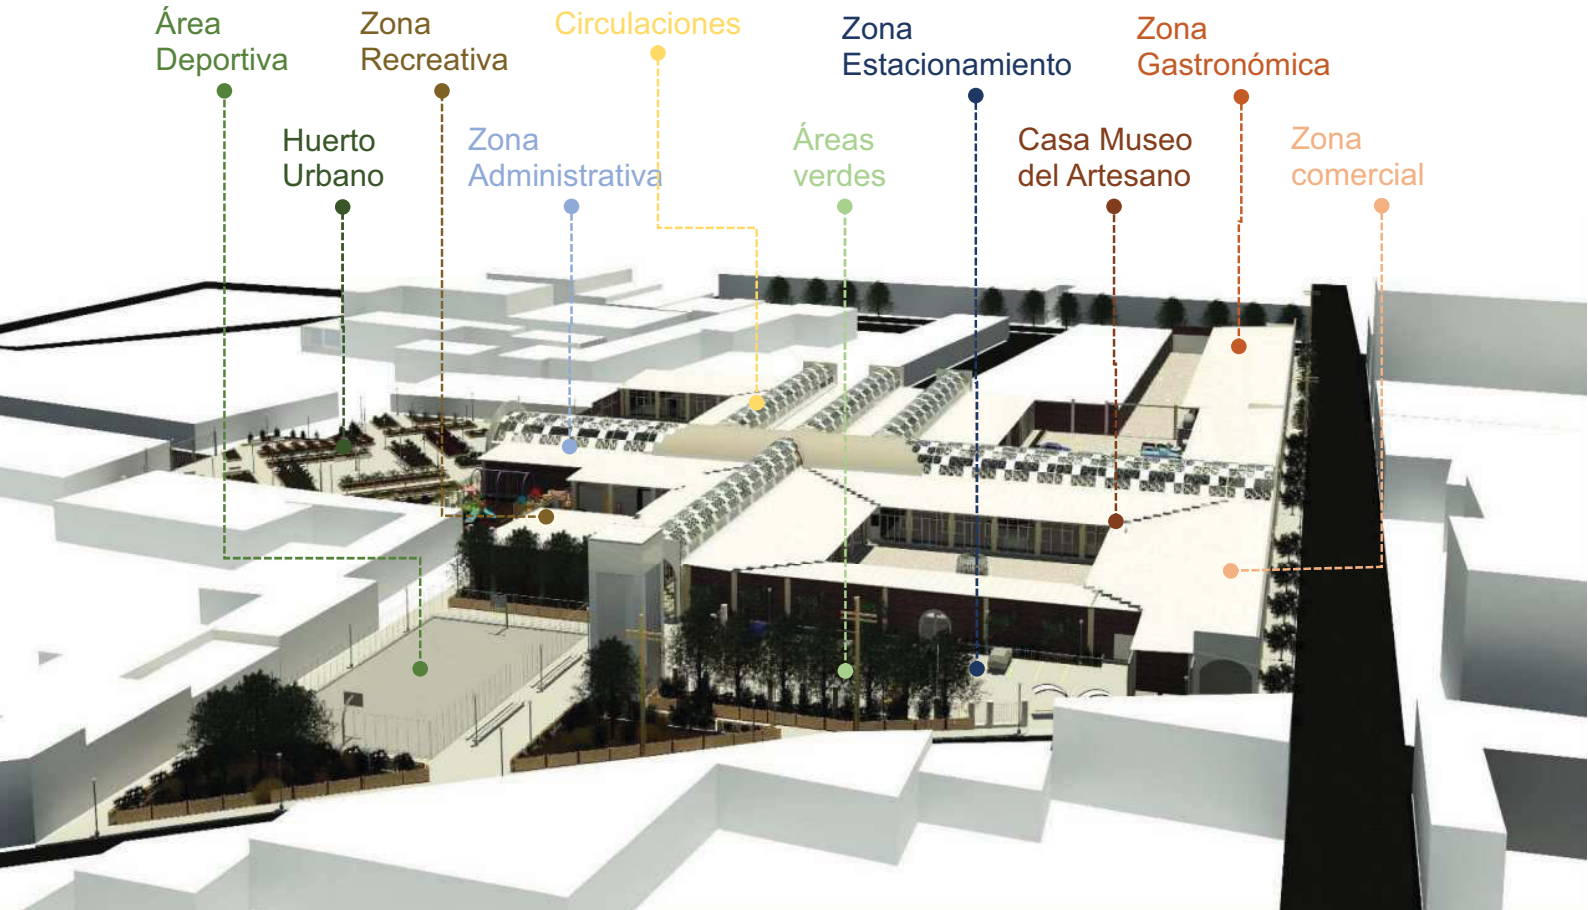 Área
Deportiva
Zona
Recreativa
Circulaciones
Zona
Estacionamiento
Zona
Gastronómica
Huerto
Urbano
Zona
Administrativa
Áreas
verdes
Casa Museo
del Artesano
Zona
comercial